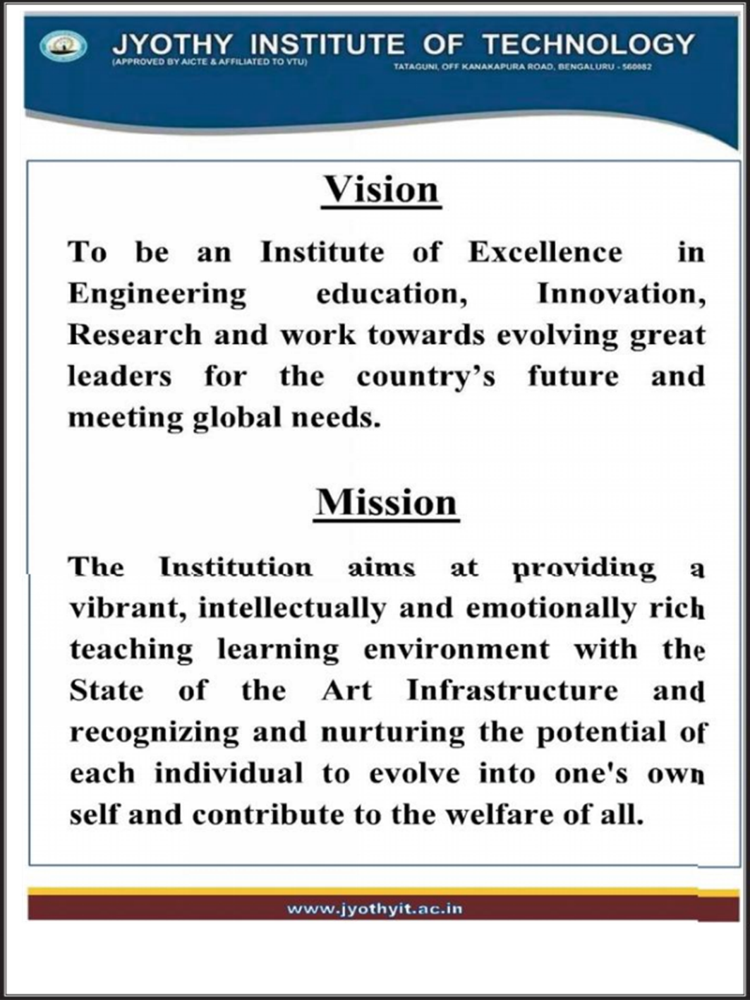 JYOTHY INSTITUTE OF TECHNOLOGY
(APPROVED BY AICTE & AFFILIATED TO VTU)
TATAGUNI, OFF KANAKAPURA ROAD, BENGALURU - 560082
Vision
To be an Institute of Excellence in
Engineering education, Innovation,
Research and work towards evolving great
leaders for the country’s future and
meeting global needs.
Mission
The Institution aims at providing a
vibrant, intellectually and emotionally rich
teaching learning environment with the
State of the Art Infrastructure and
recognizing and nurturing the potential of
each individual to evolve into one's own
self and contribute to the welfare of all.
www.jyothyit.ac.in